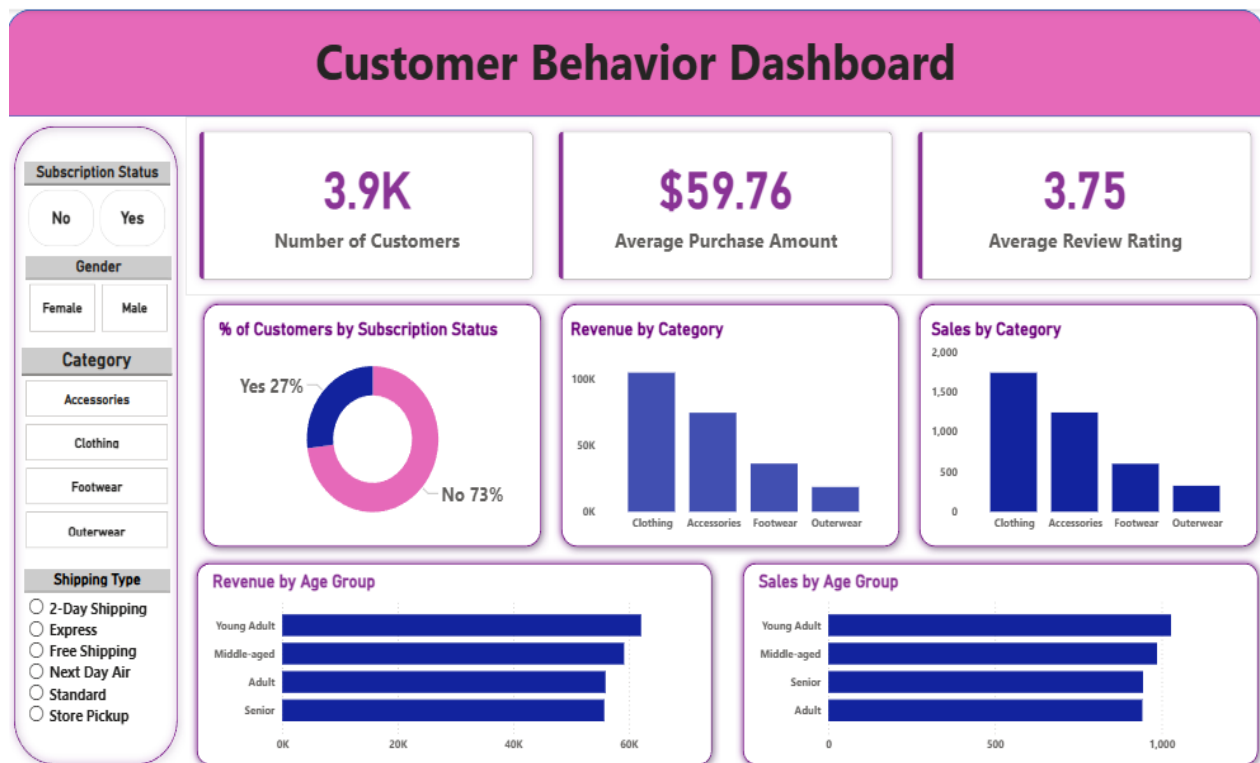 Customer Behavior Dashboard
Subscription Status
No Yes
Gender
Female Male
Category
Accessories
Clothing
Footwear
Outerwear
Shipping Type
2-Day Shipping
Express
Free Shipping
Next Day Air
Standard
Store Pickup
3.9K
Number of Customers
$59.76
Average Purchase Amount
3.75
Average Review Rating
% of Customers by Subscription Status
Yes 27%
No 73%
Revenue by Category
100K
50K
0K
Clothing Accessories Footwear Outerwear
Sales by Category
2,000
1,500
1,000
500
0
Clothing Accessories Footwear Outerwear
Revenue by Age Group
Young Adult
Middle-aged
Adult
Senior
0K 20K 40K 60K
Sales by Age Group
Young Adult
Middle-aged
Senior
Adult
0 500 1,000